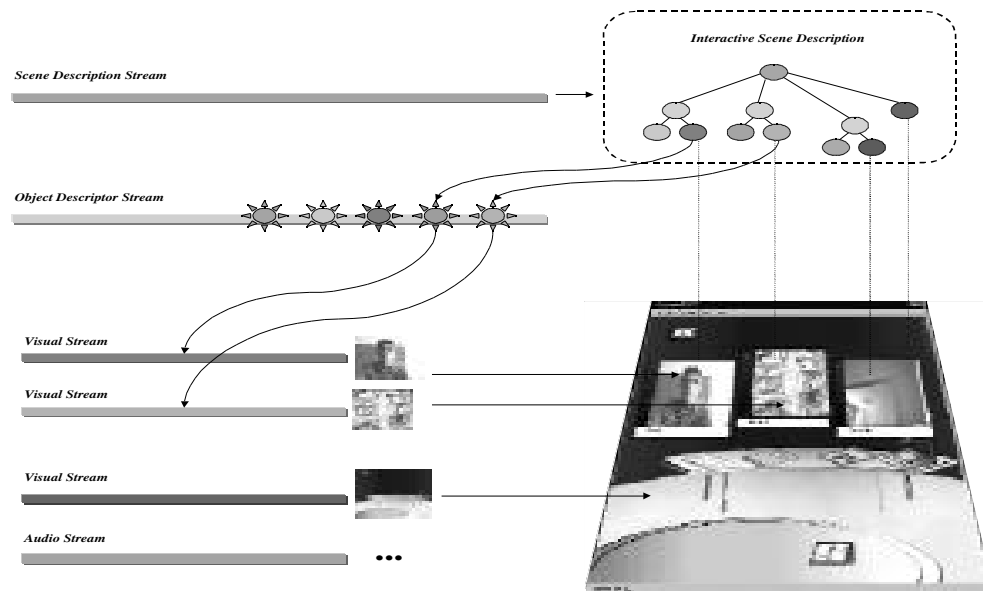 Interactive Scene Description
Scene Description Stream
Object Descriptor Stream
Visual Stream
Visual Stream
Visual Stream
Audio Stream
•••